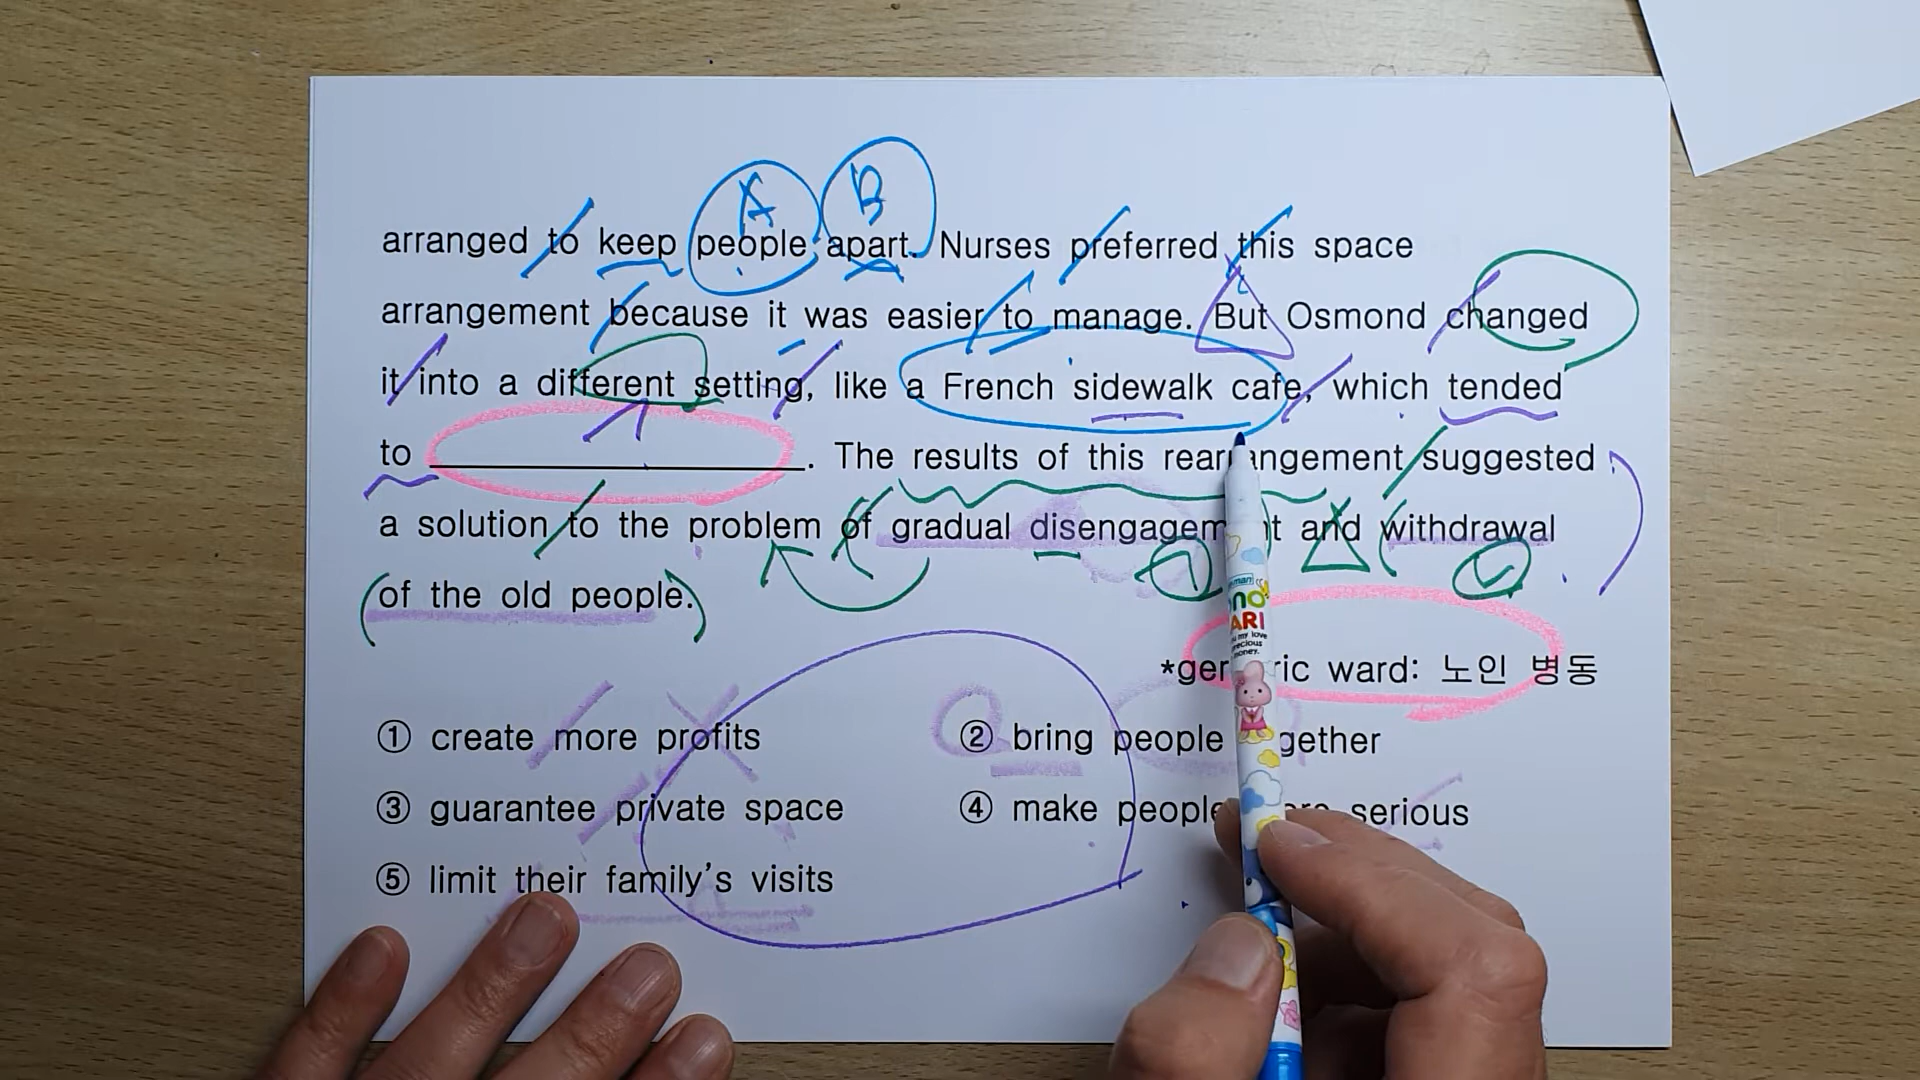 A B
arranged to keep people apart. Nurses preferred this space
arrangement because it was easier to manage. But Osmond changed
it into a different setting, like a French sidewalk cafe, which tended
to ____________. The results of this rearrangement suggested
a solution to the problem of gradual disengagement and withdrawal
of the old people.
*geriatric ward: 노인 병동
① create more profits
② bring people together
③ guarantee private space
④ make people more serious
⑤ limit their family's visits